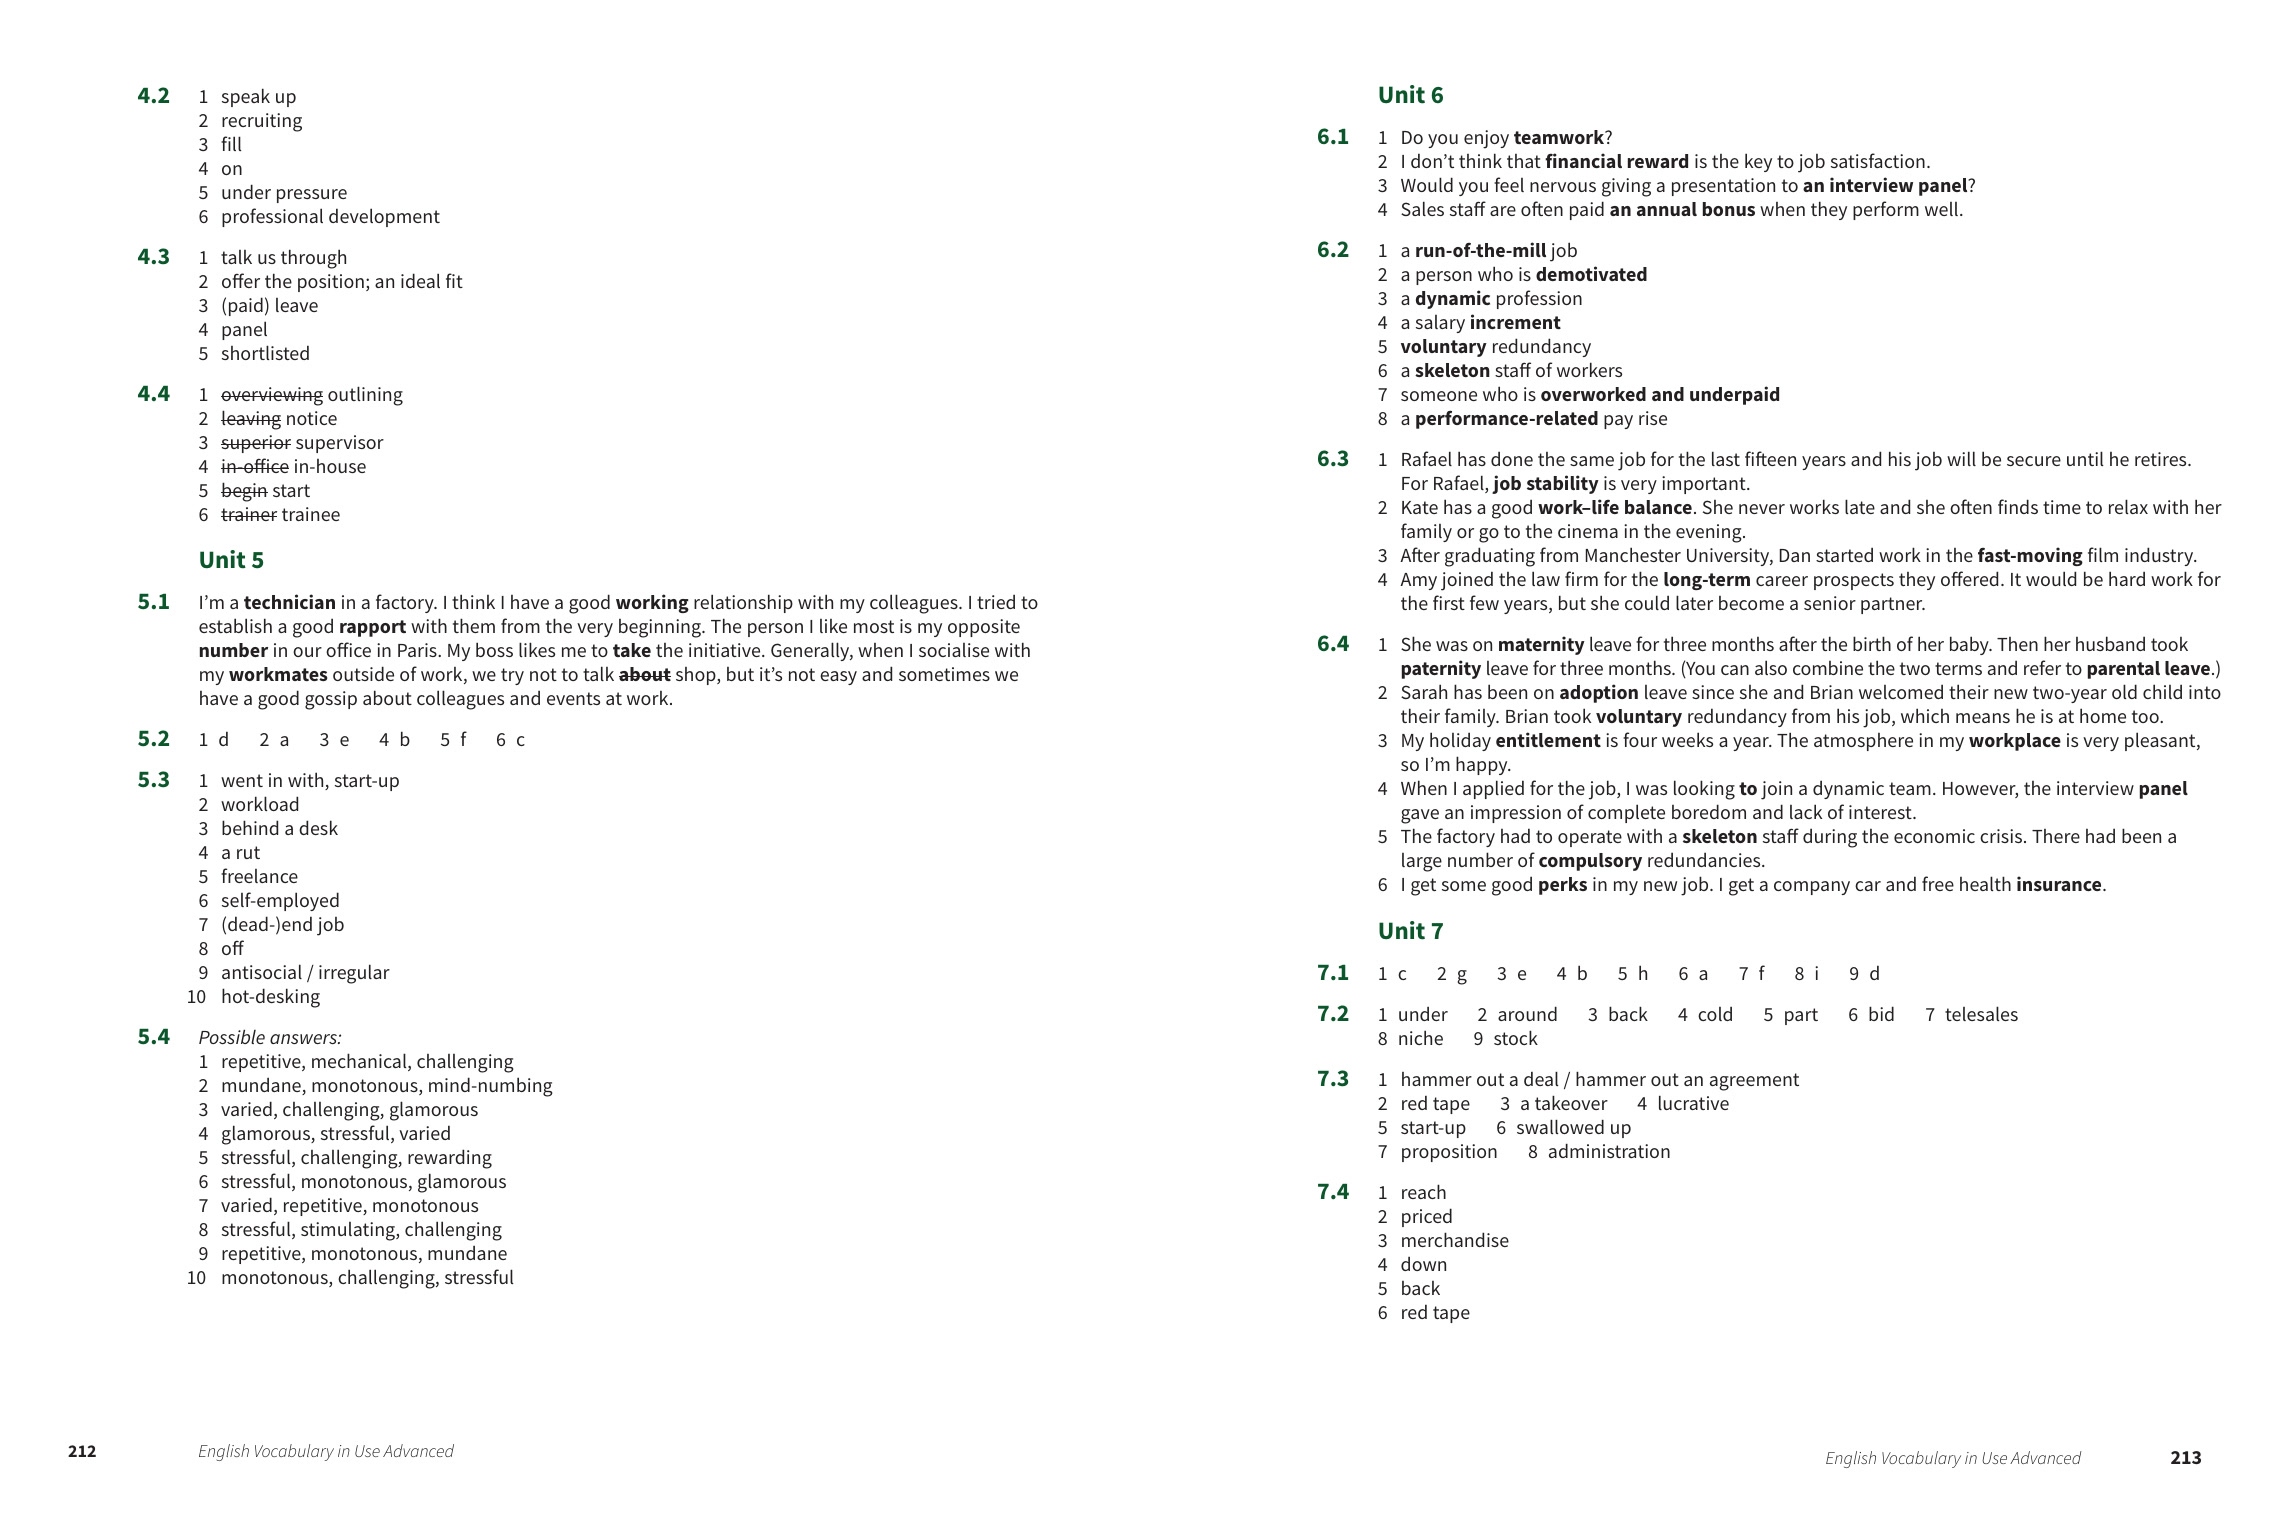 4.2 1 speak up
2 recruiting
3 fill
4 on
5 under pressure
6 professional development
4.3 1 talk us through
2 offer the position; an ideal fit
3 (paid) leave
4 panel
5 shortlisted
4.4 1 overviewing outlining
2 leaving notice
3 superior supervisor
4 in-office in-house
5 begin start
6 trainer trainee
Unit 5
5.1 I’m a technician in a factory. I think I have a good working relationship with my colleagues. I tried to
establish a good rapport with them from the very beginning. The person I like most is my opposite
number in our office in Paris. My boss likes me to take the initiative. Generally, when I socialise with
my workmates outside of work, we try not to talk about shop, but it’s not easy and sometimes we
have a good gossip about colleagues and events at work.
5.2 1 d 2 a 3 e 4 b 5 f 6 c
5.3 1 went in with, start-up
2 workload
3 behind a desk
4 a rut
5 freelance
6 self-employed
7 (dead-)end job
8 off
9 antisocial / irregular
10 hot-desking
5.4 Possible answers:
1 repetitive, mechanical, challenging
2 mundane, monotonous, mind-numbing
3 varied, challenging, glamorous
4 glamorous, stressful, varied
5 stressful, challenging, rewarding
6 stressful, monotonous, glamorous
7 varied, repetitive, monotonous
8 stressful, stimulating, challenging
9 repetitive, monotonous, mundane
10 monotonous, challenging, stressful
212 English Vocabulary in Use Advanced
Unit 6
6.1 1 Do you enjoy teamwork?
2 I don’t think that financial reward is the key to job satisfaction.
3 Would you feel nervous giving a presentation to an interview panel?
4 Sales staff are often paid an annual bonus when they perform well.
6.2 1 a run-of-the-mill job
2 a person who is demotivated
3 a dynamic profession
4 a salary increment
5 voluntary redundancy
6 a skeleton staff of workers
7 someone who is overworked and underpaid
8 a performance-related pay rise
6.3 1 Rafael has done the same job for the last fifteen years and his job will be secure until he retires.
For Rafael, job stability is very important.
2 Kate has a good work–life balance. She never works late and she often finds time to relax with her
family or go to the cinema in the evening.
3 After graduating from Manchester University, Dan started work in the fast-moving film industry.
4 Amy joined the law firm for the long-term career prospects they offered. It would be hard work for
the first few years, but she could later become a senior partner.
6.4 1 She was on maternity leave for three months after the birth of her baby. Then her husband took
paternity leave for three months. (You can also combine the two terms and refer to parental leave.)
2 Sarah has been on adoption leave since she and Brian welcomed their new two-year old child into
their family. Brian took voluntary redundancy from his job, which means he is at home too.
3 My holiday entitlement is four weeks a year. The atmosphere in my workplace is very pleasant,
so I’m happy.
4 When I applied for the job, I was looking to join a dynamic team. However, the interview panel
gave an impression of complete boredom and lack of interest.
5 The factory had to operate with a skeleton staff during the economic crisis. There had been a
large number of compulsory redundancies.
6 I get some good perks in my new job. I get a company car and free health insurance.
Unit 7
7.1 1 c 2 g 3 e 4 b 5 h 6 a 7 f 8 i 9 d
7.2 1 under 2 around 3 back 4 cold 5 part 6 bid 7 telesales
8 niche 9 stock
7.3 1 hammer out a deal / hammer out an agreement
2 red tape 3 a takeover 4 lucrative
5 start-up 6 swallowed up
7 proposition 8 administration
7.4 1 reach
2 priced
3 merchandise
4 down
5 back
6 red tape
English Vocabulary in Use Advanced 213